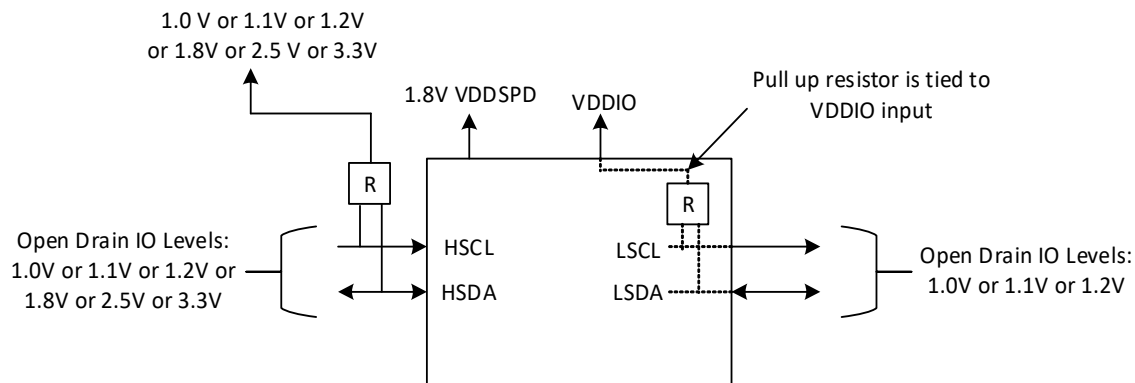 1.0 V or 1.1V or 1.2V
or 1.8V or 2.5 V or 3.3V
1.8V VDDSPD
VDDIO
Pull up resistor is tied to
VDDIO input
R
R
Open Drain IO Levels:
1.0V or 1.1V or 1.2V or
1.8V or 2.5V or 3.3V
HSCL
HSDA
LSCL
LSDA
Open Drain IO Levels:
1.0V or 1.1V or 1.2V